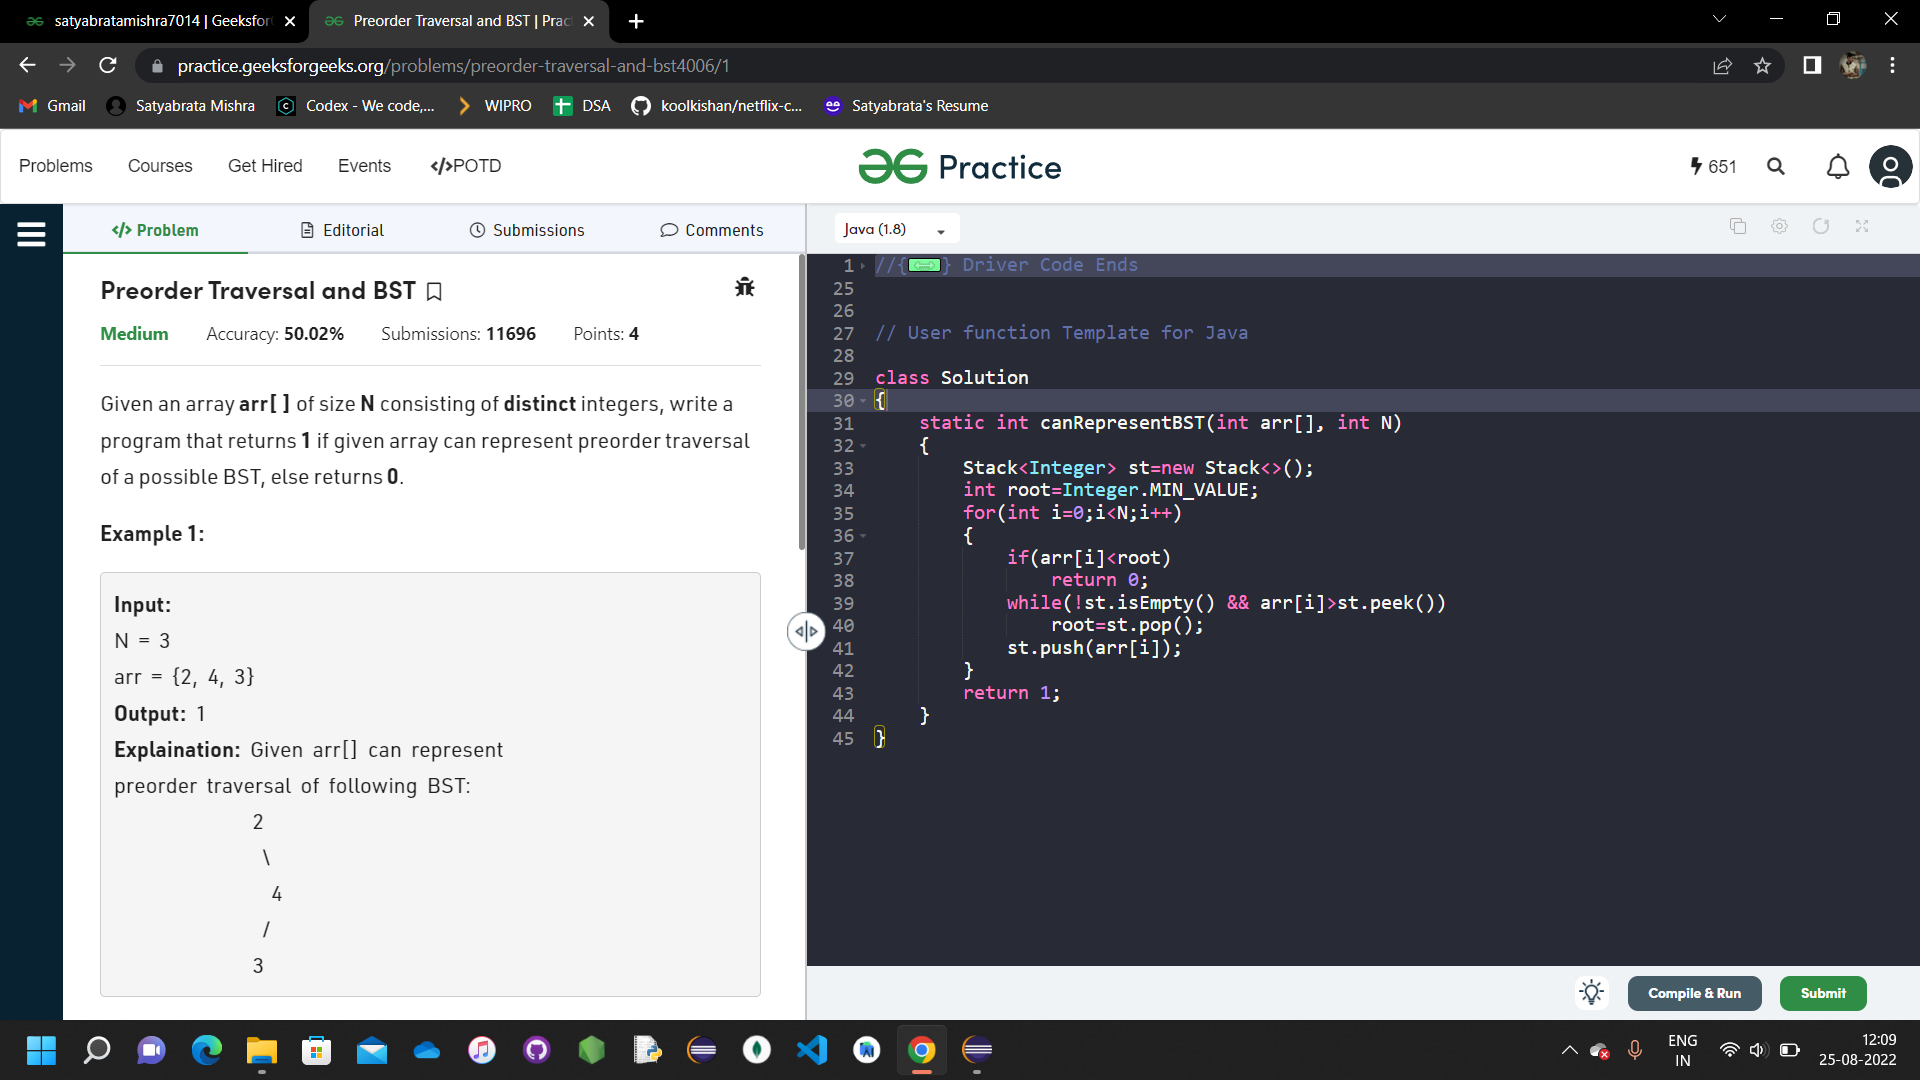 satyabratamishra7014 | Geeksfor
Preorder Traversal and BST | Prac
practice.geeksforgeeks.org/problems/preorder-traversal-and-bst4006/1
Gmail
Satyabrata Mishra
Codex - We code,...
WIPRO
DSA
koolkishan/netflix-c...
Satyabrata's Resume
Problems
Courses
Get Hired
Events
</>POTD
Practice
651
</> Problem
Editorial
Submissions
Comments
Java (1.8)
Preorder Traversal and BST
Medium
Accuracy: 50.02%
Submissions: 11696
Points: 4
Given an array arr[ ] of size N consisting of distinct integers, write a
program that returns 1 if given array can represent preorder traversal
of a possible BST, else returns 0.
Example 1:
Input:
N = 3
arr = {2, 4, 3}
Output: 1
Explaination: Given arr[] can represent
preorder traversal of following BST:
2
\
4
/
3
1 //{ } Driver Code Ends
25
26
27 // User function Template for Java
28
29 class Solution
30 {
31 static int canRepresentBST(int arr[], int N)
32 {
33 Stack<Integer> st=new Stack<>();
34 int root=Integer.MIN_VALUE;
35 for(int i=0;i<N;i++)
36 {
37 if(arr[i]<root)
38 return 0;
39 while(!st.isEmpty() && arr[i]>st.peek())
40 root=st.pop();
41 st.push(arr[i]);
42 }
43 return 1;
44 }
45 }
Compile & Run
Submit
ENG
IN
12:09
25-08-2022